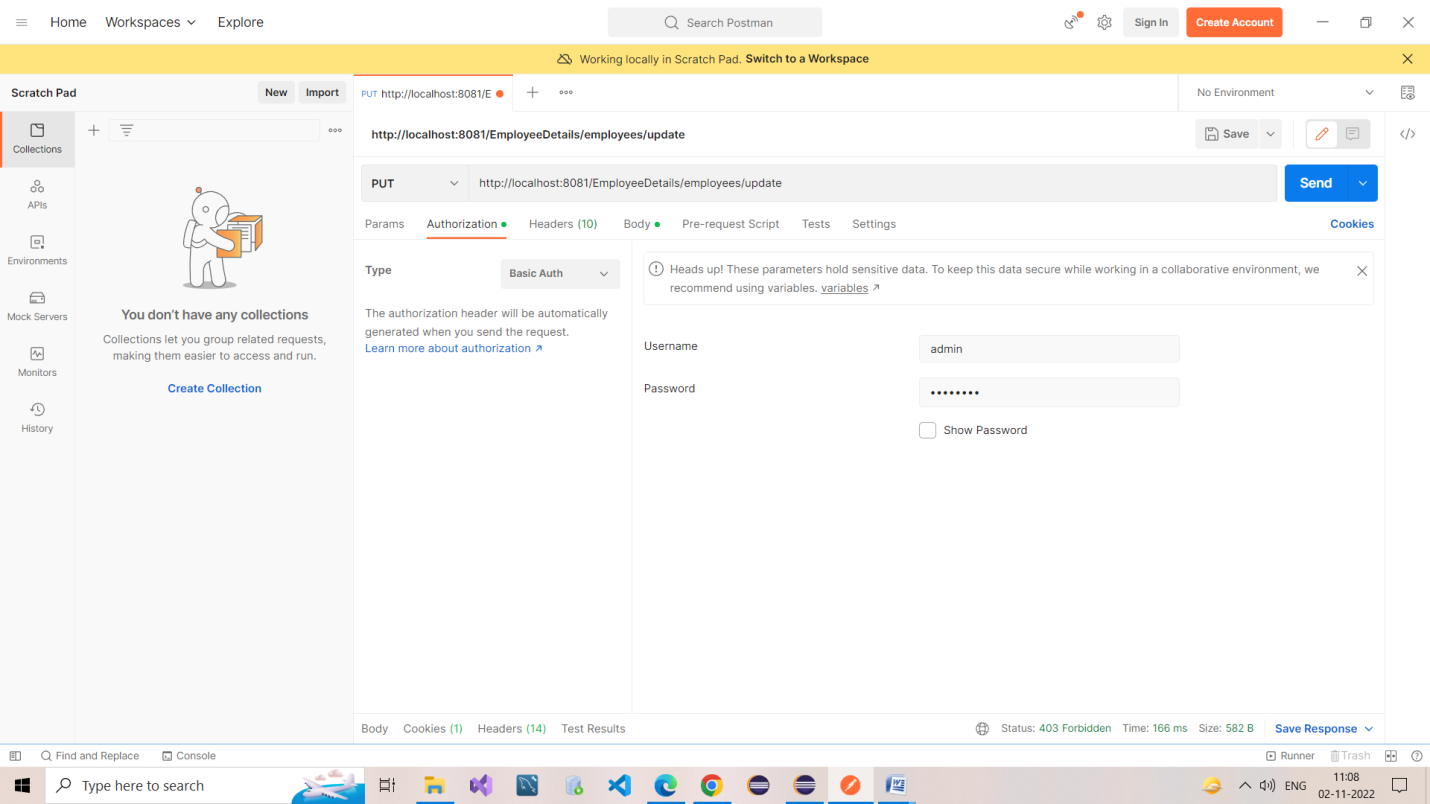 Home Workspaces Explore Search Postman Sign In Create Account
Working locally in Scratch Pad. Switch to a Workspace
Scratch Pad New Import PUT http://localhost:8081/E No Environment
http://localhost:8081/EmployeeDetails/employees/update Save
Collections
APIs
Environments
Mock Servers
Monitors
History
You don't have any collections
Collections let you group related requests,
making them easier to access and run.
Create Collection
PUT http://localhost:8081/EmployeeDetails/employees/update Send
Params Authorization Headers (10) Body Pre-request Script Tests Settings Cookies
Type Basic Auth
The authorization header will be automatically
generated when you send the request.
Learn more about authorization ↗
Heads up! These parameters hold sensitive data. To keep this data secure while working in a collaborative environment, we
recommend using variables. variables ↗
Username admin
Password ••••••••
Show Password
Body Cookies (1) Headers (14) Test Results Status: 403 Forbidden Time: 166 ms Size: 582 B Save Response
Find and Replace Console Runner Trash
Type here to search ENG 11:08
02-11-2022